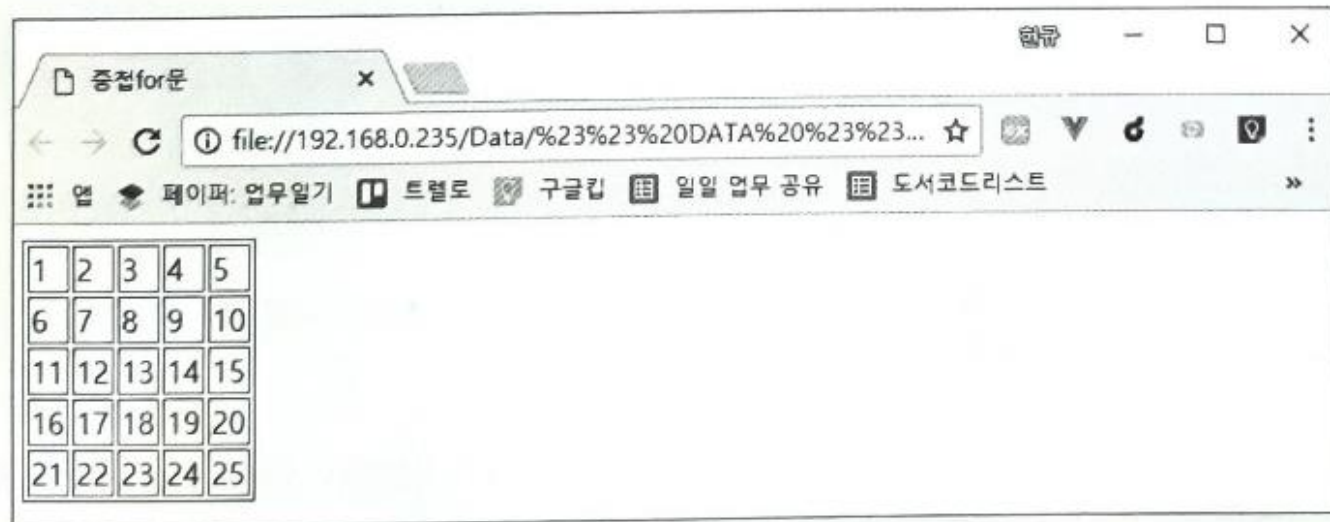 한규
중접for문
file://192.168.0.235/Data/%23%23%20DATA%20%23%23...
앱 페이퍼: 업무일기 트렐로 구글킵 일일 업무 공유 도서코드리스트 »
1 2 3 4 5
6 7 8 9 10
11 12 13 14 15
16 17 18 19 20
21 22 23 24 25